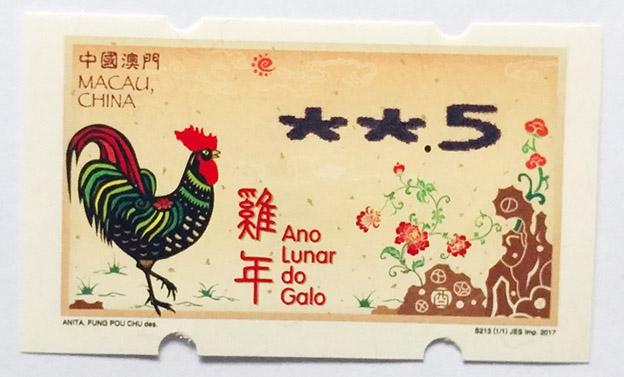 中國澳門
MACAU,
CHINA
**.5
雞年
Ano
Lunar
do
Galo
酉
ANITA, FUNG POU CHU des.
S213 (1/1) JES Imp. 2017